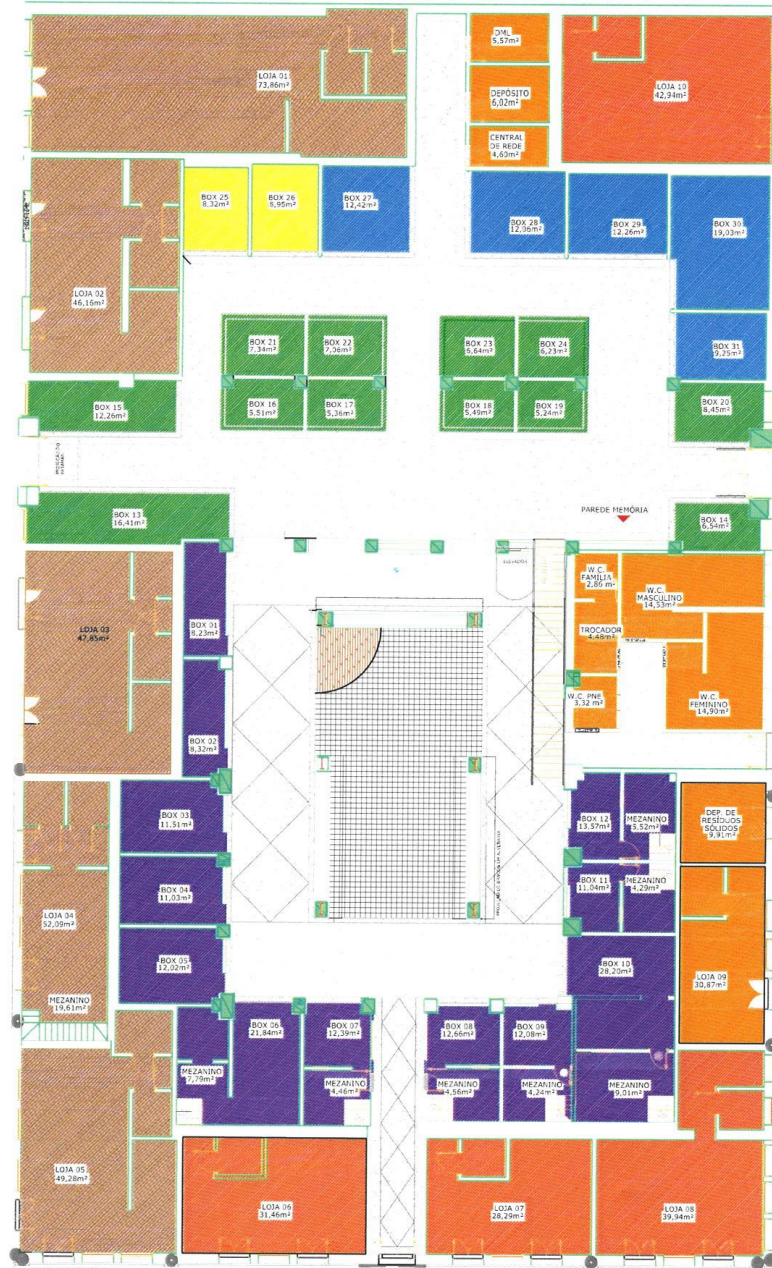 DML
5,57m²
LOJA 01
73,86m²
LOJA 10
42,94m²
DEPÓSITO
6,02m²
CENTRAL
DE REDE
4,60m²
BOX 25
8,32m²
BOX 26
8,95m²
BOX 27
12,42m²
BOX 28
12,06m²
BOX 29
12,26m²
BOX 30
19,03m²
LOJA 02
46,16m²
BOX 21
7,34m²
BOX 22
7,06m²
BOX 23
6,64m²
BOX 24
6,23m²
BOX 31
9,25m²
BOX 15
12,26m²
BOX 16
5,51m²
BOX 17
5,36m²
BOX 18
5,49m²
BOX 19
5,24m²
BOX 20
8,45m²
BOX 13
16,41m²
PAREDE MEMÓRIA
BOX 14
6,54m²
ELEVADOR
W.C.
FAMÍLIA
2,86 m²
W.C.
MASCULINO
14,53m²
BOX 01
8,23m²
LOJA 03
47,85m²
TROCADOR
4,48m²
W.C. PNE
3,32 m²
W.C.
FEMININO
14,90m²
BOX 02
8,32m²
BOX 03
11,51m²
BOX 12
13,57m²
MEZANINO
5,52m²
DEP. DE
RESÍDUOS
SÓLIDOS
9,91m²
BOX 04
11,03m²
BOX 11
11,04m²
MEZANINO
4,29m²
LOJA 04
52,09m²
BOX 05
12,02m²
BOX 10
28,20m²
LOJA 09
30,87m²
MEZANINO
19,61m²
BOX 06
21,84m²
BOX 07
12,39m²
BOX 08
12,66m²
BOX 09
12,08m²
MEZANINO
7,79m²
MEZANINO
4,46m²
MEZANINO
4,56m²
MEZANINO
4,24m²
MEZANINO
9,01m²
LOJA 05
49,28m²
LOJA 06
31,46m²
LOJA 07
28,29m²
LOJA 08
39,94m²